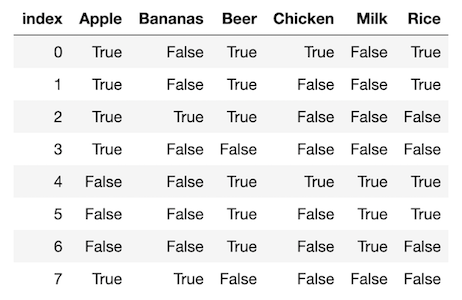 index Apple Bananas Beer Chicken Milk Rice
0 True False True True False True
1 True False True False False True
2 True True True False False False
3 True False False False False False
4 False False True True True True
5 False False True False True True
6 False False True False True False
7 True True False False False False